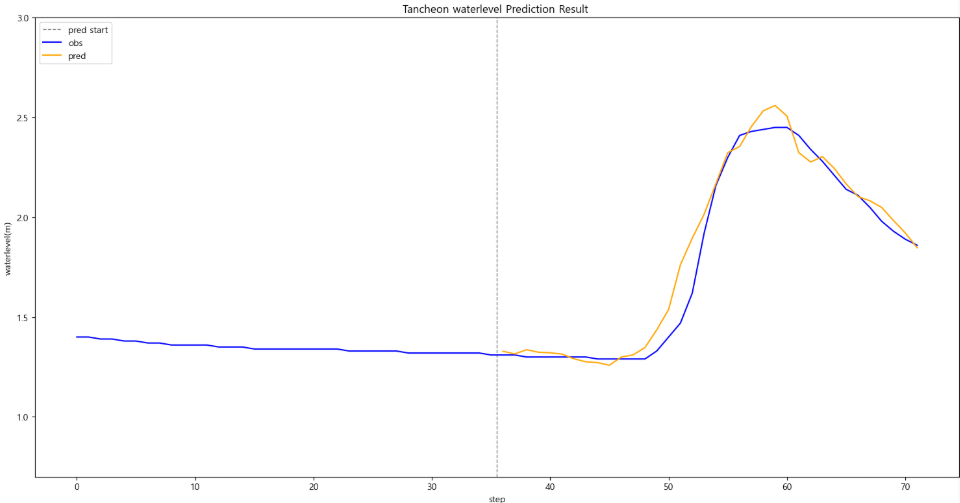 Tancheon waterlevel Prediction Result
pred start
obs
pred
waterlevel(m)
3.0
2.5
2.0
1.5
1.0
0 10 20 30 40 50 60 70
step